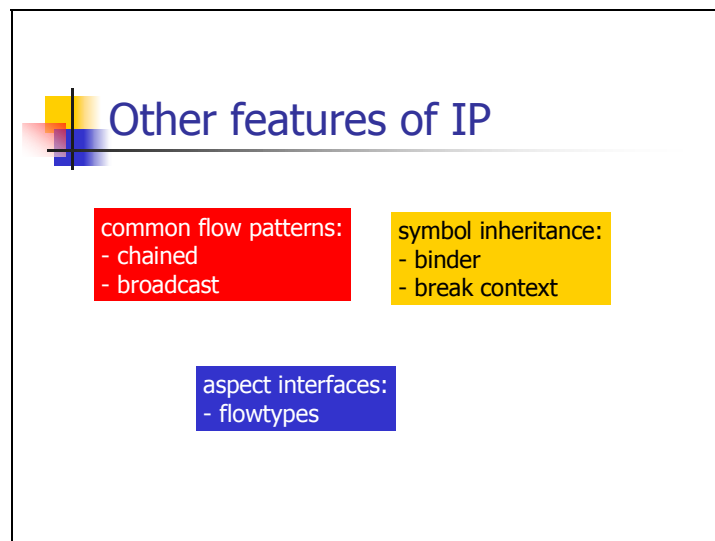 Other features of IP
common flow patterns:
- chained
- broadcast
symbol inheritance:
- binder
- break context
aspect interfaces:
- flowtypes